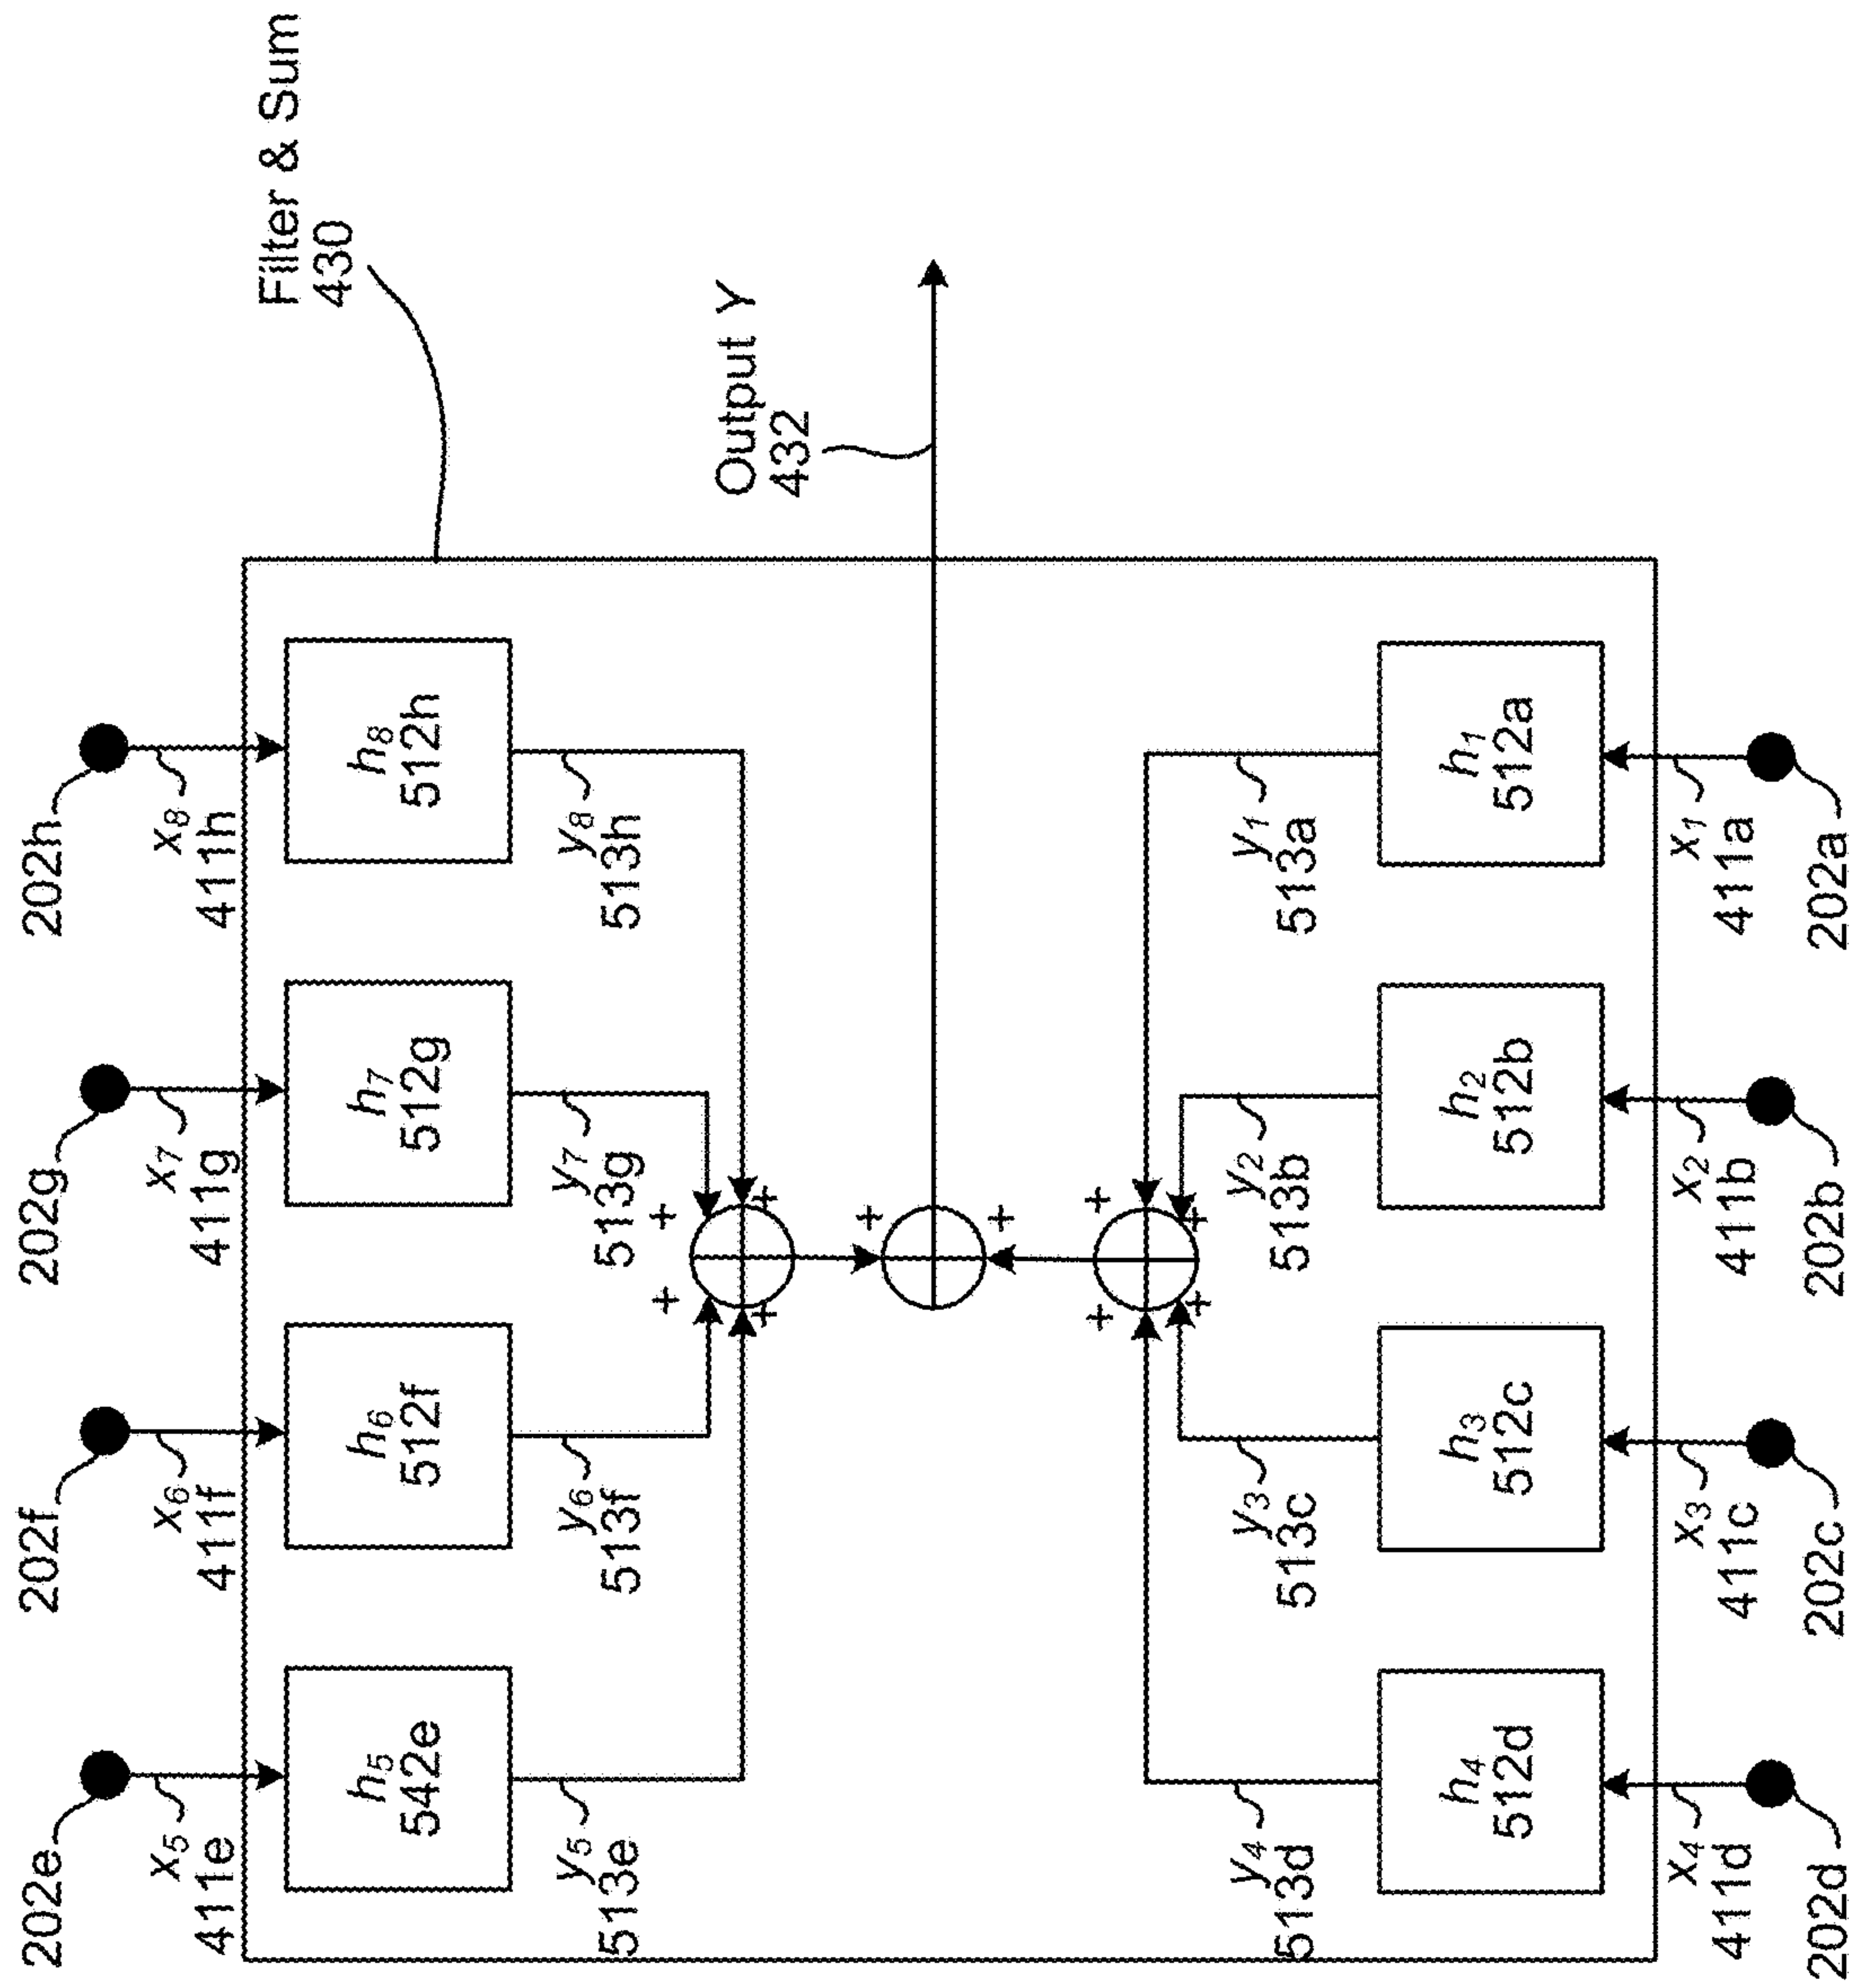 Filter & Sum
430
Output Y
432
202e
x5
411e
h5
542e
y5
513e
202f
x6
411f
h6
512f
y6
513f
202g
x7
411g
h7
512g
y7
513g
202h
x8
411h
h8
512h
y8
513h
+
+
+
+
+
+
+
+
+
+
y4
513d
h4
512d
x4
411d
202d
y3
513c
h3
512c
x3
411c
202c
y2
513b
h2
512b
x2
411b
202b
y1
513a
h1
512a
x1
411a
202a